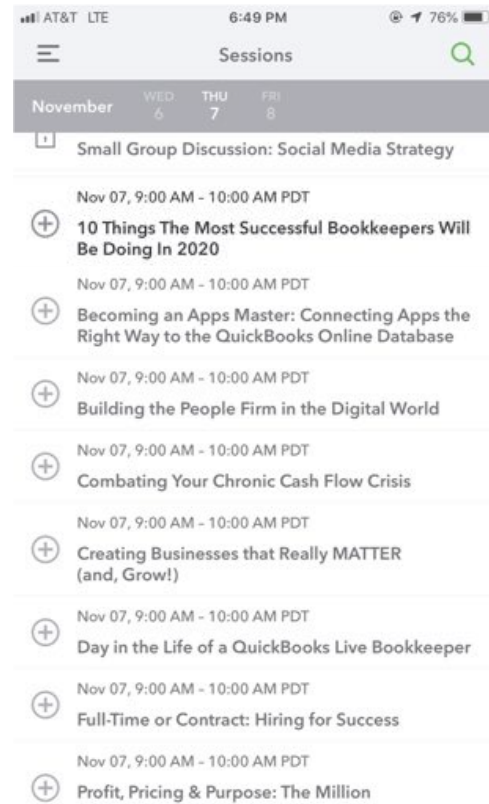 AT&T LTE 6:49 PM 76%
Sessions
November WED 6 THU 7 FRI 8
Small Group Discussion: Social Media Strategy
Nov 07, 9:00 AM – 10:00 AM PDT
10 Things The Most Successful Bookkeepers Will
Be Doing In 2020
Nov 07, 9:00 AM – 10:00 AM PDT
Becoming an Apps Master: Connecting Apps the
Right Way to the QuickBooks Online Database
Nov 07, 9:00 AM – 10:00 AM PDT
Building the People Firm in the Digital World
Nov 07, 9:00 AM – 10:00 AM PDT
Combating Your Chronic Cash Flow Crisis
Nov 07, 9:00 AM – 10:00 AM PDT
Creating Businesses that Really MATTER
(and, Grow!)
Nov 07, 9:00 AM – 10:00 AM PDT
Day in the Life of a QuickBooks Live Bookkeeper
Nov 07, 9:00 AM – 10:00 AM PDT
Full-Time or Contract: Hiring for Success
Nov 07, 9:00 AM – 10:00 AM PDT
Profit, Pricing & Purpose: The Million